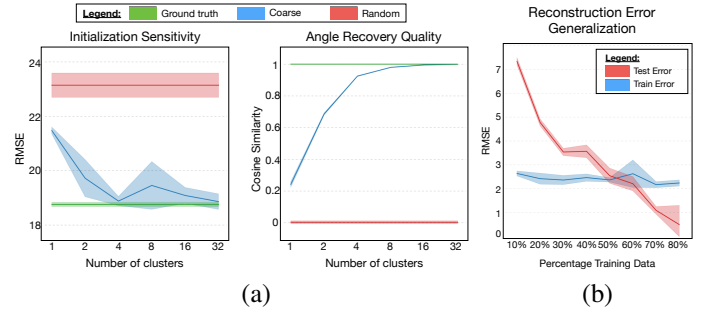 Legend: Ground truth Coarse Random
Initialization Sensitivity
24
22
20
18
RMSE
1 2 4 8 16 32
Number of clusters
Angle Recovery Quality
1
0.8
0.6
0.4
0.2
0
Cosine Similarity
1 2 4 8 16 32
Number of clusters
(a)
Reconstruction Error
Generalization
Legend:
Test Error
Train Error
7
6
5
4
3
2
1
0
RMSE
10% 20% 30% 40% 50% 60% 70% 80%
Percentage Training Data
(b)